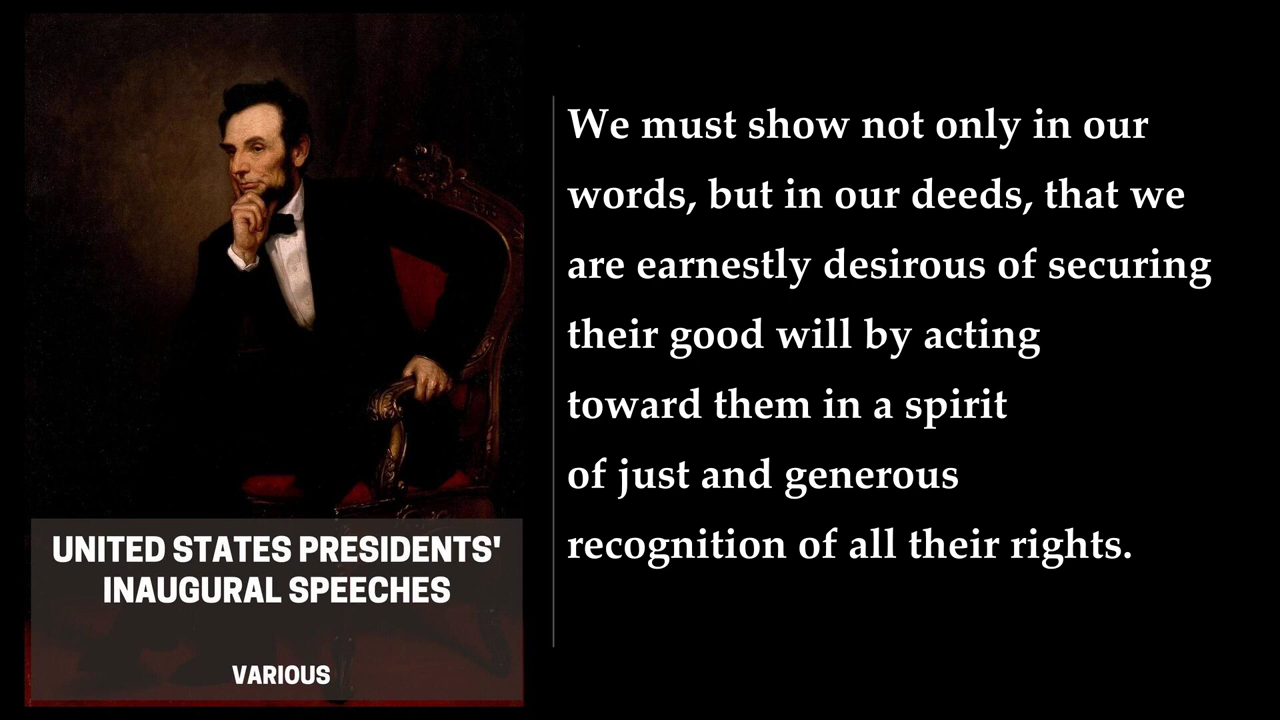 We must show not only in our
words, but in our deeds, that we
are earnestly desirous of securing
their good will by acting
toward them in a spirit
of just and generous
recognition of all their rights.
UNITED STATES PRESIDENTS'
INAUGURAL SPEECHES
VARIOUS